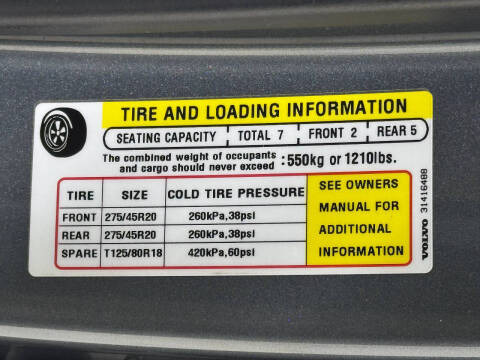 TIRE AND LOADING INFORMATION
SEATING CAPACITY TOTAL 7 FRONT 2 REAR 5
The combined weight of occupants and cargo should never exceed : 550kg or 1210lbs.
TIRE SIZE COLD TIRE PRESSURE
FRONT 275/45R20 260kPa,38psi
REAR 275/45R20 260kPa,38psi
SPARE T125/80R18 420kPa,60psi
SEE OWNERS
MANUAL FOR
ADDITIONAL
INFORMATION
VOLVO 31416488